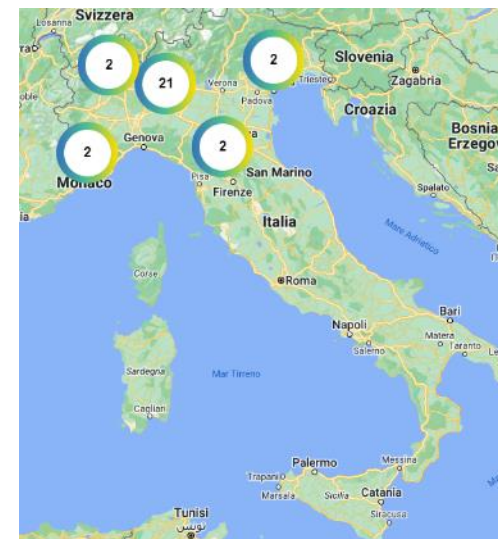 Svizzera
Losanna
2
2
Slovenia
21
Verona
Trieste
Zagabria
Padova
Croazia
2
Genova
2
Bosnia
Erzego
Monaco
Pisa
San Marino
Firenze
Spalato
Italia
Mare Adriatico
Corse
Roma
Bari
Napoli
Matera
Salerno
Taranto
Le
Sardegna
Mar Tirreno
Cagliari
Palermo
Messina
Trapani
Marsala
Sicilia
Catania
Siracusa
Tunisi
تونس